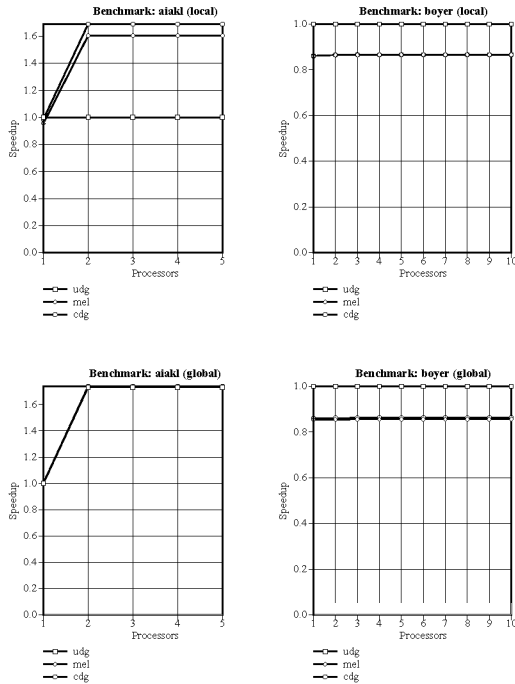 Benchmark: aiakl (local)
1.6
1.4
1.2
1.0
0.8
0.6
0.4
0.2
0.0
Speedup
1 2 3 4 5
Processors
udg
mel
cdg
Benchmark: boyer (local)
1.0
0.8
0.6
0.4
0.2
0.0
Speedup
1 2 3 4 5 6 7 8 9 10
Processors
udg
mel
cdg
Benchmark: aiakl (global)
1.6
1.4
1.2
1.0
0.8
0.6
0.4
0.2
0.0
Speedup
1 2 3 4 5
Processors
udg
mel
cdg
Benchmark: boyer (global)
1.0
0.8
0.6
0.4
0.2
0.0
Speedup
1 2 3 4 5 6 7 8 9 10
Processors
udg
mel
cdg